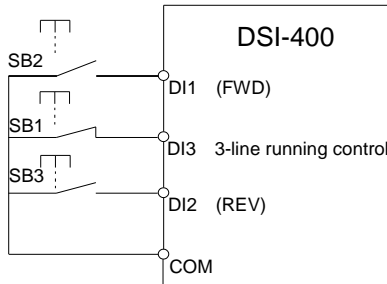 DSI-400
SB2
DI1 (FWD)
SB1
DI3 3-line running control
SB3
DI2 (REV)
COM